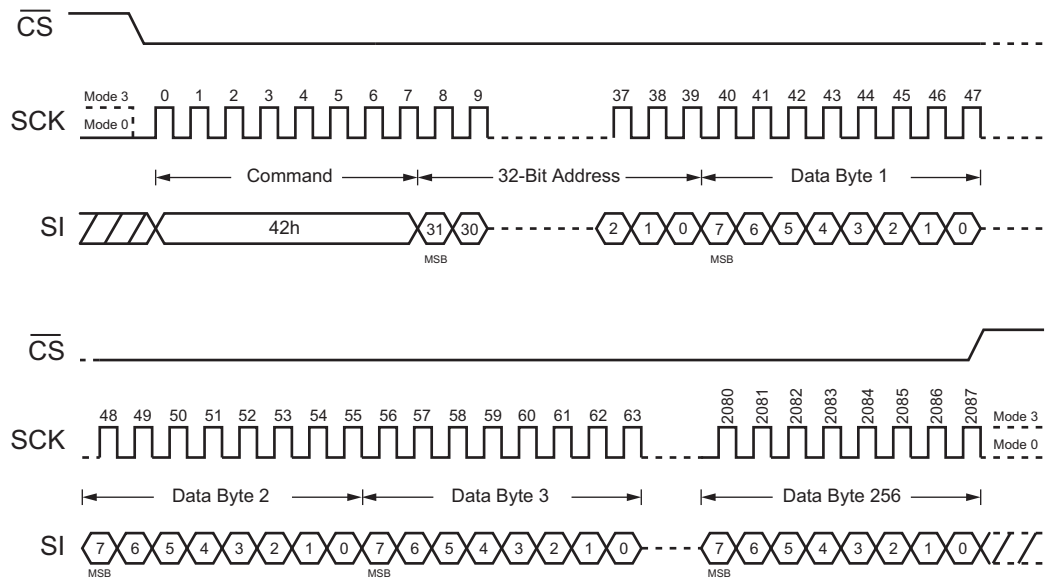 CS
0 1 2 3 4 5 6 7 8 9 37 38 39 40 41 42 43 44 45 46 47
Mode 3
SCK
Mode 0
Command 32-Bit Address Data Byte 1
SI 42h 31 30 2 1 0 7 6 5 4 3 2 1 0
MSB MSB
CS
48 49 50 51 52 53 54 55 56 57 58 59 60 61 62 63 2080 2081 2082 2083 2084 2085 2086 2087
Mode 3
SCK
Mode 0
Data Byte 2 Data Byte 3 Data Byte 256
SI 7 6 5 4 3 2 1 0 7 6 5 4 3 2 1 0 7 6 5 4 3 2 1 0
MSB MSB MSB